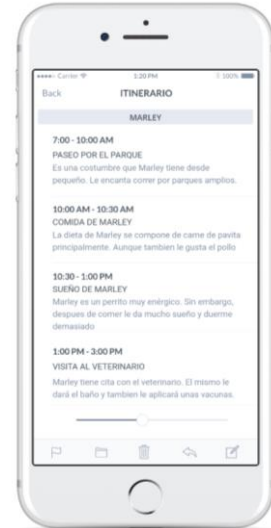 Carrier 1:20 PM 100%
Back ITINERARIO
MARLEY
7:00 - 10:00 AM
PASEO POR EL PARQUE
Es una costumbre que Marley tiene desde
pequeño. Le encanta correr por parques amplios.
10:00 AM - 10:30 AM
COMIDA DE MARLEY
La dieta de Marley se compone de carne de pavita
principalmente. Aunque tambien le gusta el pollo
10:30 - 1:00 PM
SUEÑO DE MARLEY
Marley es un perrito muy enérgico. Sin embargo,
despues de comer le da mucho sueño y duerme
demasiado
1:00 PM - 3:00 PM
VISITA AL VETERINARIO
Marley tiene cita con el veterinario. El mismo le
dará el baño y tambien le aplicará unas vacunas.